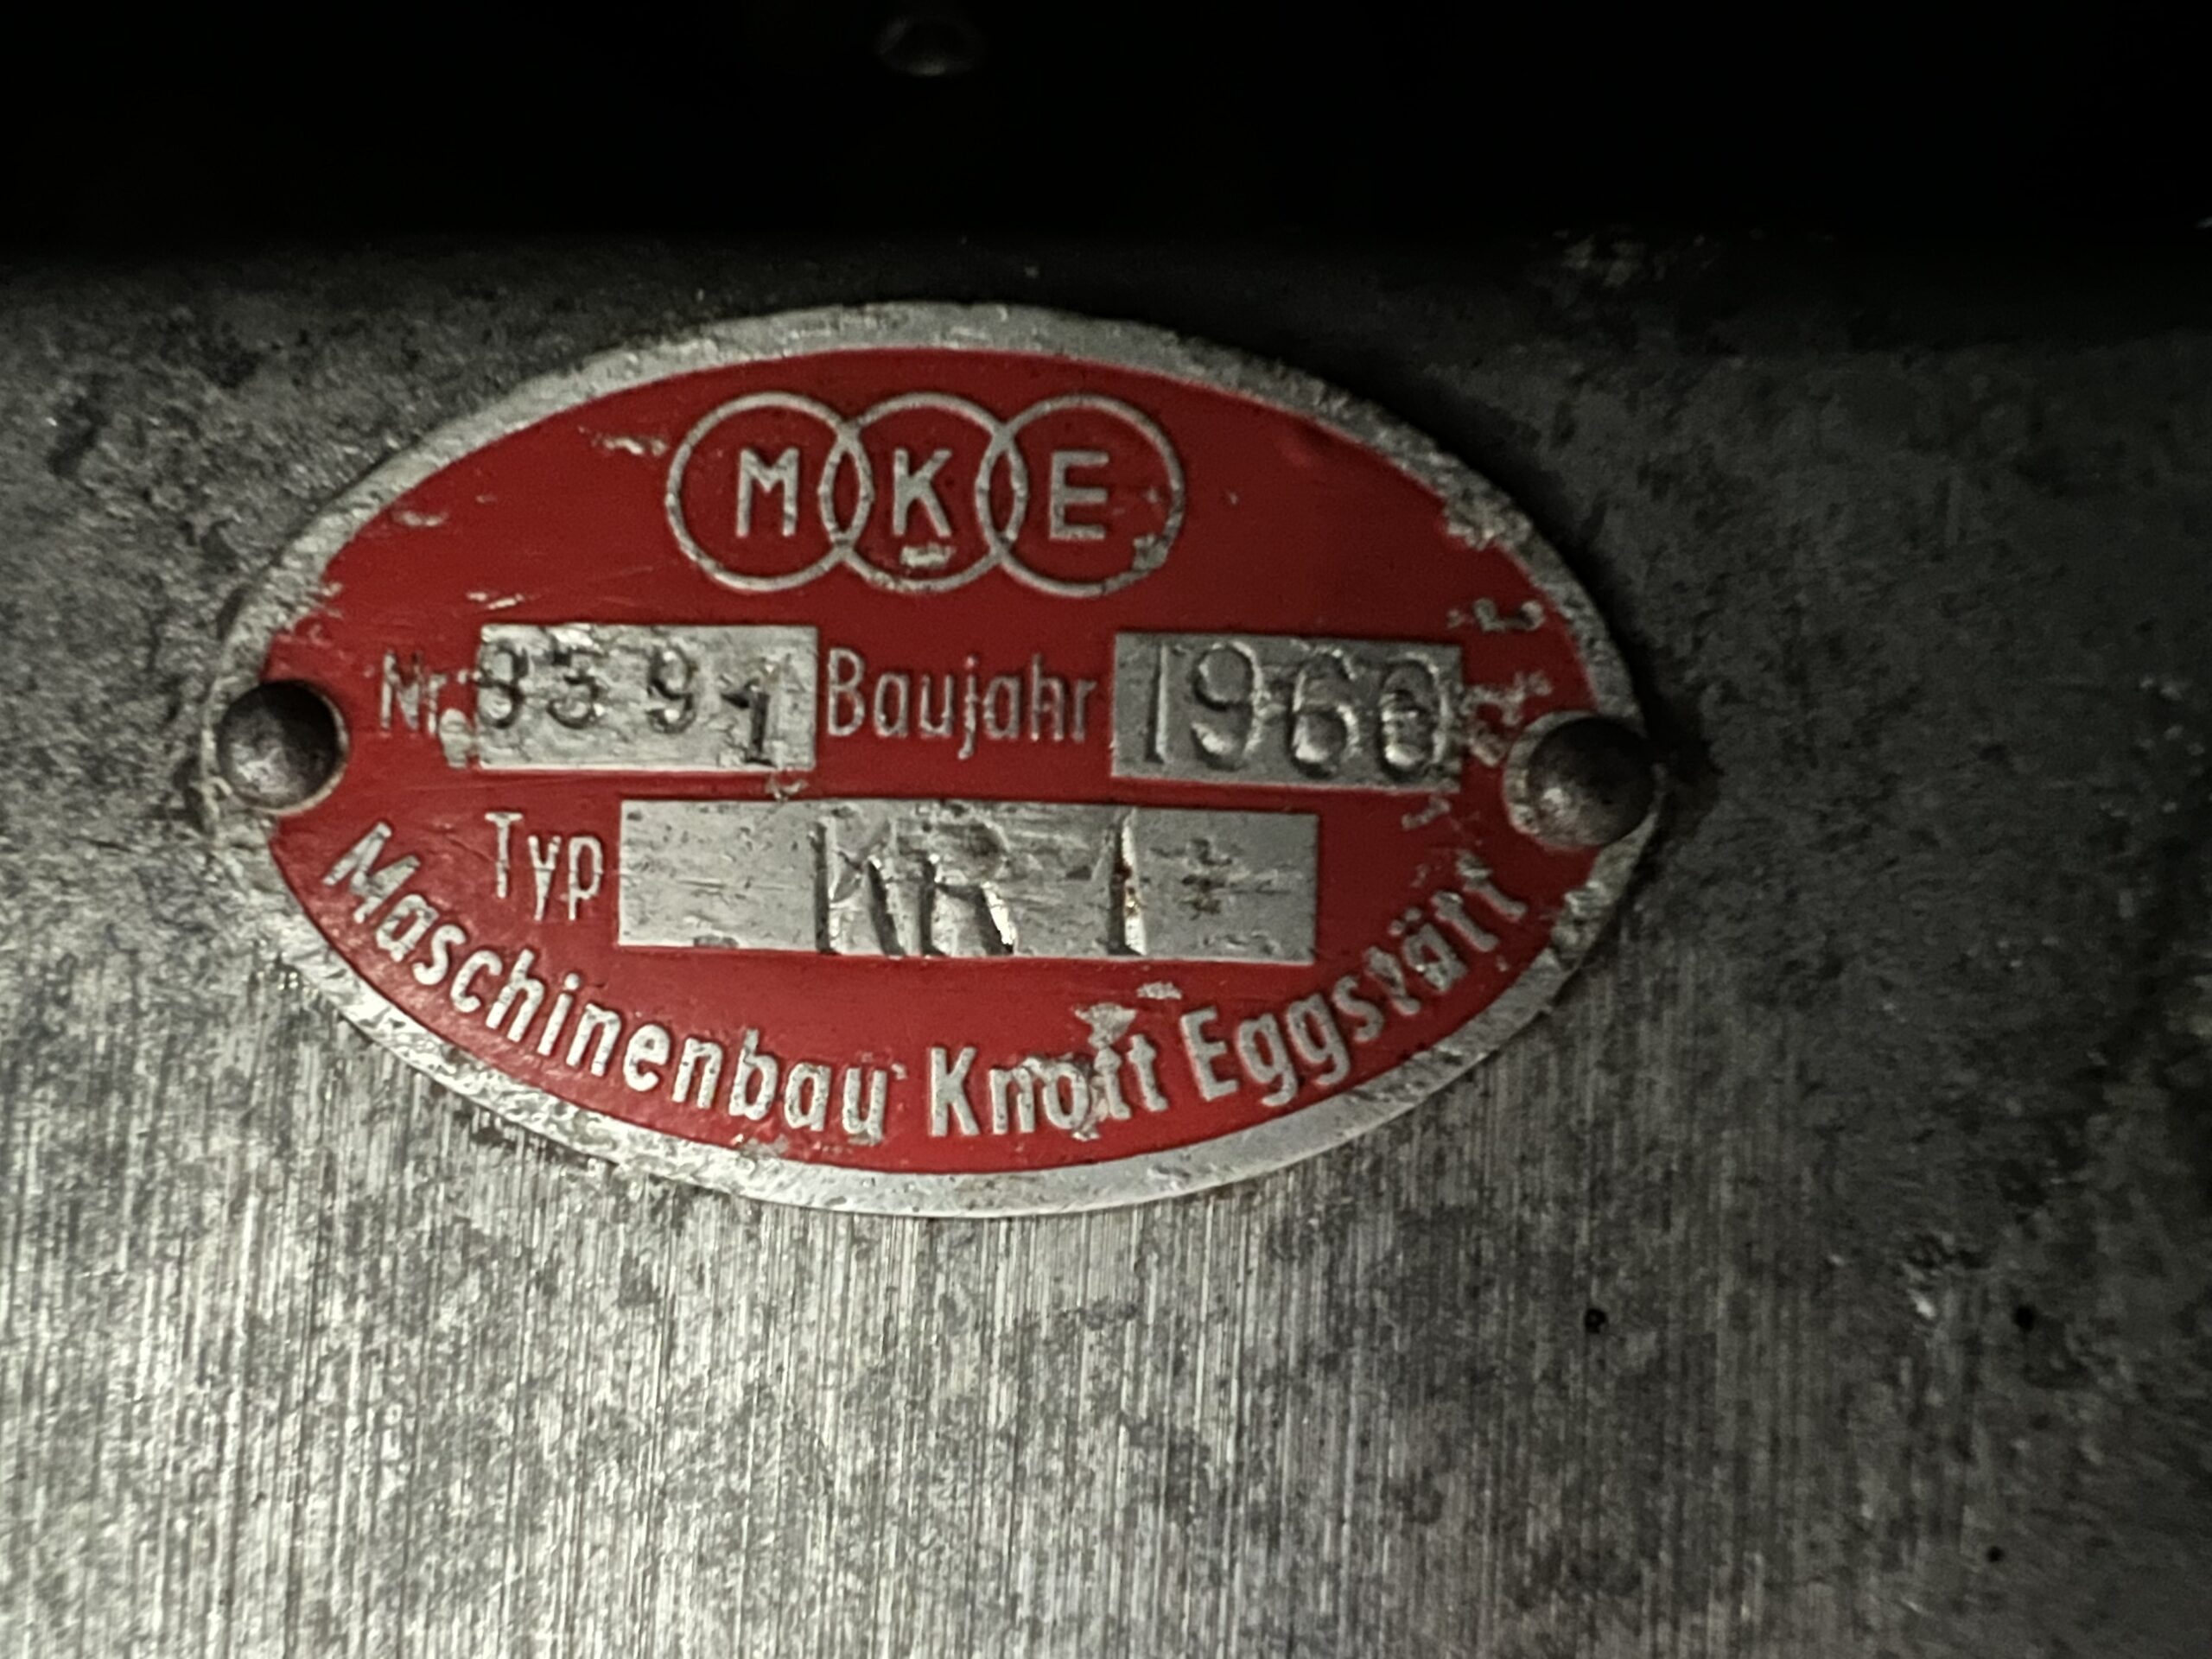 MKE
Nr. 8591 Baujahr 1960
Typ KR 1
Maschinenbau Knott Eggstätt